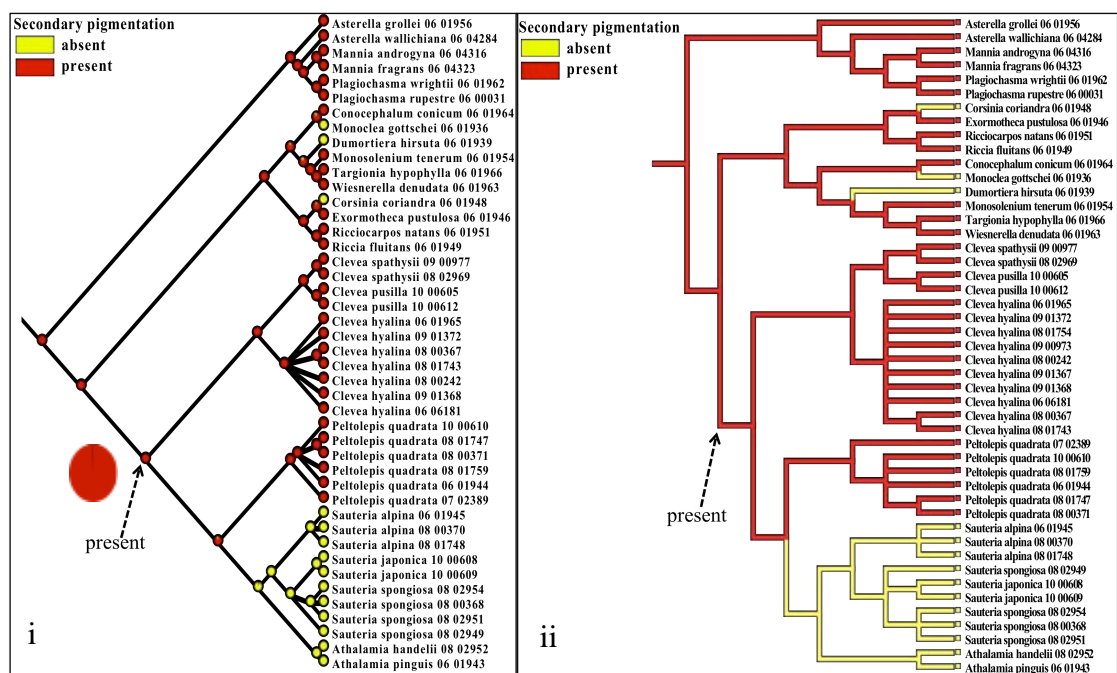 Secondary pigmentation
absent
present
Asterella grollei 06 01956
Asterella wallichiana 06 04284
Mannia androgyna 06 04316
Mannia fragrans 06 04323
Plagiochasma wrightii 06 01962
Plagiochasma rupestre 06 00031
Conocephalum conicum 06 01964
Monoclea gottschei 06 01936
Dumortiera hirsuta 06 01939
Monosolenium tenerum 06 01954
Targionia hypophylla 06 01966
Wiesnerella denudata 06 01963
Corsinia coriandra 06 01948
Exormotheca pustulosa 06 01946
Ricciocarpos natans 06 01951
Riccia fluitans 06 01949
Clevea spathysii 09 00977
Clevea spathysii 08 02969
Clevea pusilla 10 00605
Clevea pusilla 10 00612
Clevea hyalina 06 01965
Clevea hyalina 09 01372
Clevea hyalina 08 00367
Clevea hyalina 08 01743
Clevea hyalina 08 00242
Clevea hyalina 09 01368
Clevea hyalina 06 06181
Peltolepis quadrata 10 00610
Peltolepis quadrata 08 01747
Peltolepis quadrata 08 00371
Peltolepis quadrata 08 01759
Peltolepis quadrata 06 01944
Peltolepis quadrata 07 02389
Sauteria alpina 06 01945
Sauteria alpina 08 00370
Sauteria alpina 08 01748
Sauteria japonica 10 00608
Sauteria japonica 10 00609
Sauteria spongiosa 08 02954
Sauteria spongiosa 08 00368
Sauteria spongiosa 08 02951
Sauteria spongiosa 08 02949
Athalamia handelii 08 02952
Athalamia pinguis 06 01943
present
i
Secondary pigmentation
absent
present
Asterella grollei 06 01956
Asterella wallichiana 06 04284
Mannia androgyna 06 04316
Mannia fragrans 06 04323
Plagiochasma wrightii 06 01962
Plagiochasma rupestre 06 00031
Corsinia coriandra 06 01948
Exormotheca pustulosa 06 01946
Ricciocarpos natans 06 01951
Riccia fluitans 06 01949
Conocephalum conicum 06 01964
Monoclea gottschei 06 01936
Dumortiera hirsuta 06 01939
Monosolenium tenerum 06 01954
Targionia hypophylla 06 01966
Wiesnerella denudata 06 01963
Clevea spathysii 09 00977
Clevea spathysii 08 02969
Clevea pusilla 10 00605
Clevea pusilla 10 00612
Clevea hyalina 06 01965
Clevea hyalina 09 01372
Clevea hyalina 08 01754
Clevea hyalina 09 00973
Clevea hyalina 08 00242
Clevea hyalina 09 01367
Clevea hyalina 09 01368
Clevea hyalina 06 06181
Clevea hyalina 08 00367
Clevea hyalina 08 01743
Peltolepis quadrata 07 02389
Peltolepis quadrata 10 00610
Peltolepis quadrata 08 01759
Peltolepis quadrata 06 01944
Peltolepis quadrata 08 01747
Peltolepis quadrata 08 00371
Sauteria alpina 06 01945
Sauteria alpina 08 00370
Sauteria alpina 08 01748
Sauteria spongiosa 08 02949
Sauteria japonica 10 00608
Sauteria japonica 10 00609
Sauteria spongiosa 08 02954
Sauteria spongiosa 08 00368
Sauteria spongiosa 08 02951
Athalamia handelii 08 02952
Athalamia pinguis 06 01943
present
ii